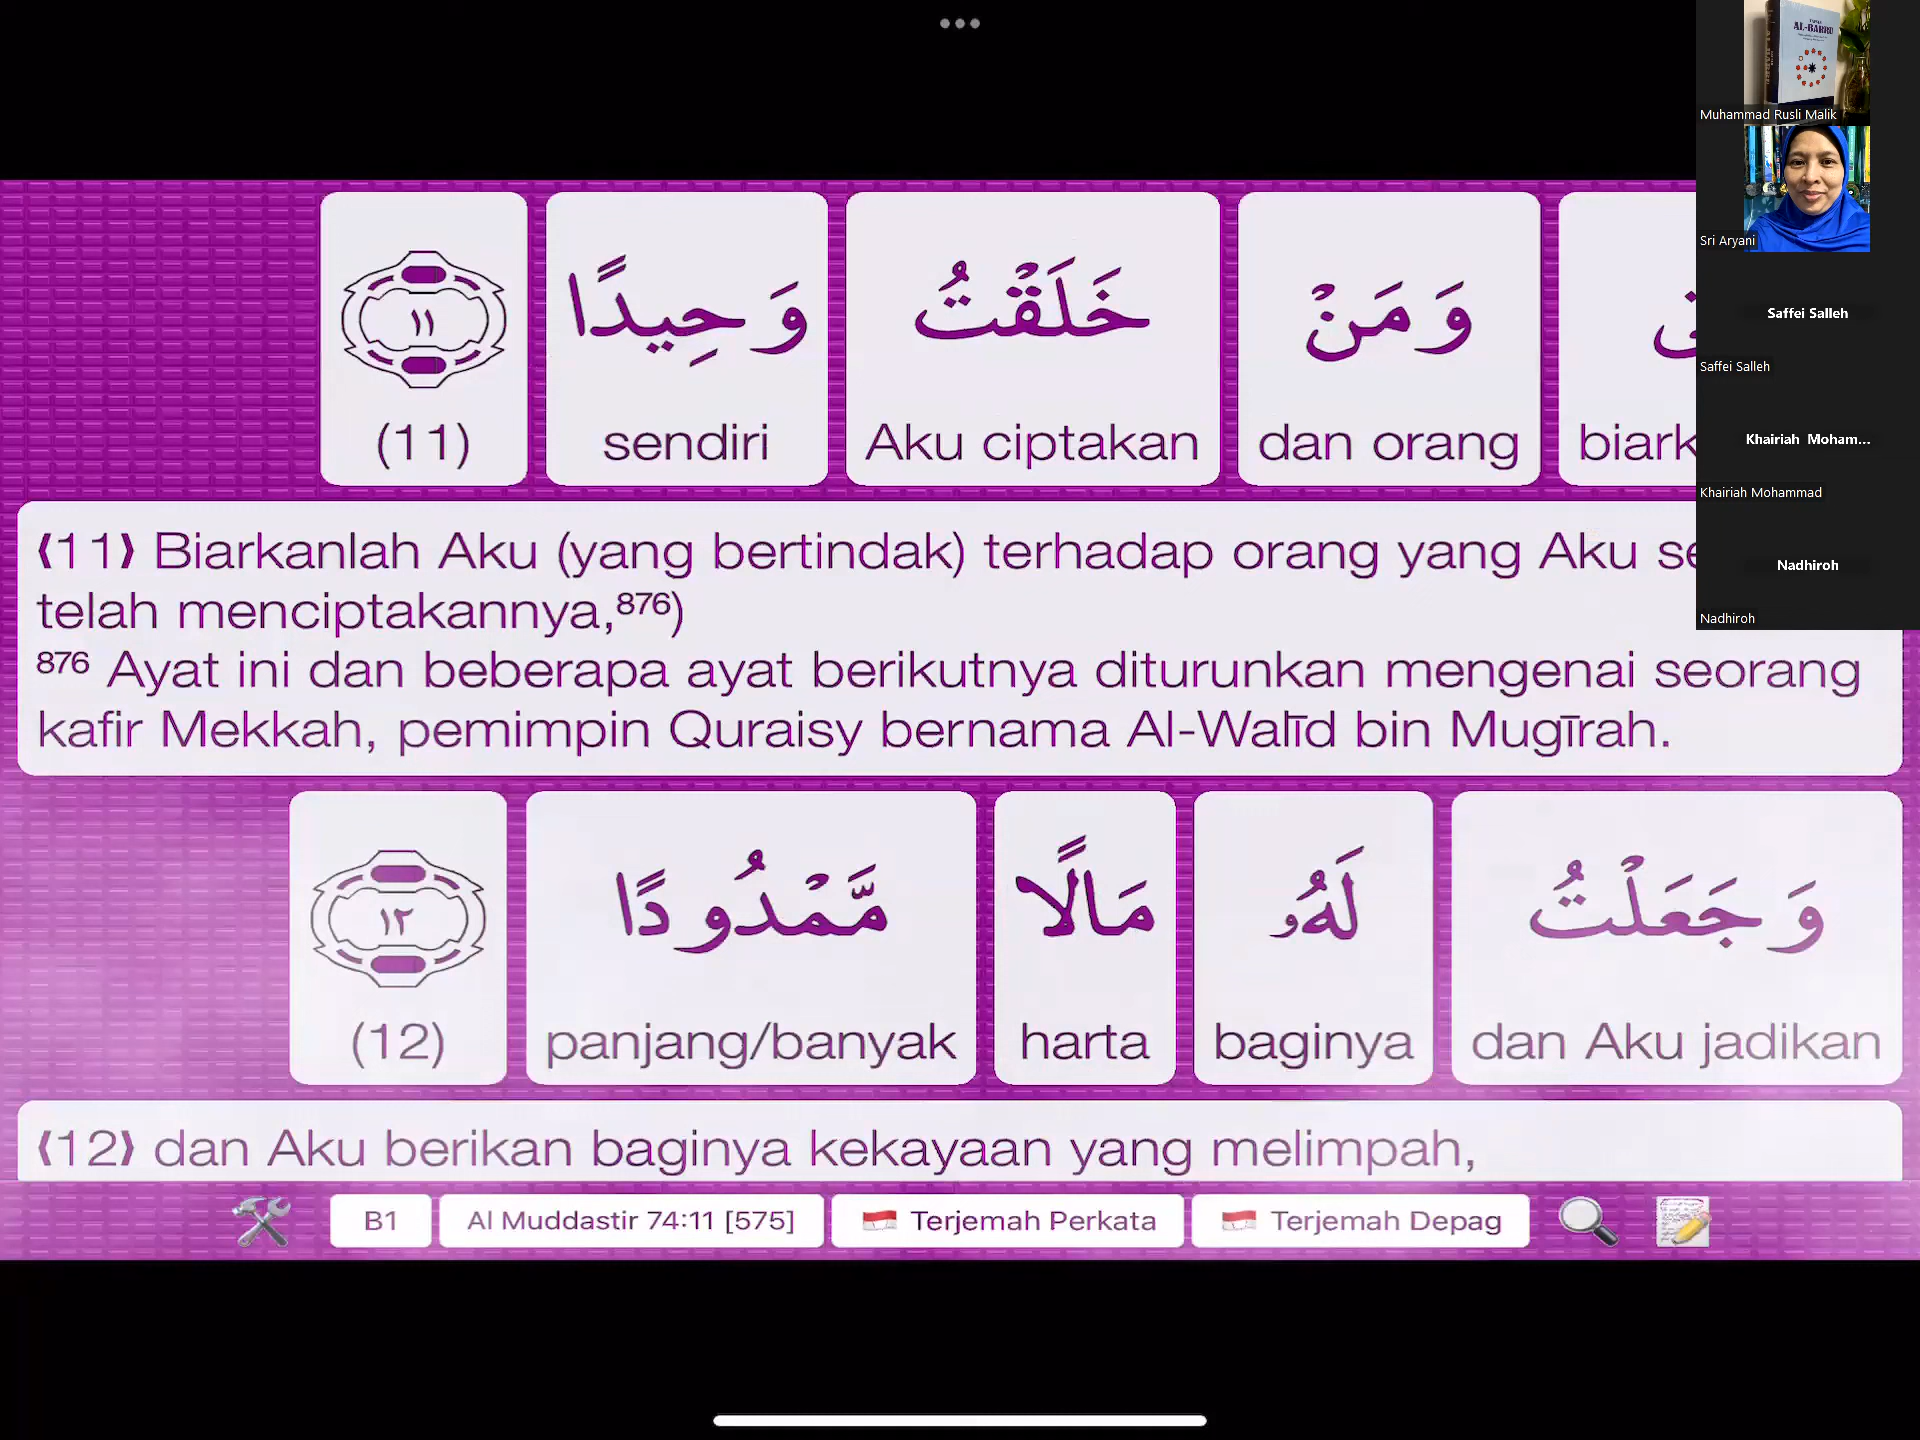 وَمَنْ خَلَقْتُ وَحِيدًا ١١
biark dan orang Aku ciptakan sendiri (11)
⟨11⟩ Biarkanlah Aku (yang bertindak) terhadap orang yang Aku se
telah menciptakannya,⁸⁷⁶)
⁸⁷⁶ Ayat ini dan beberapa ayat berikutnya diturunkan mengenai seorang
kafir Mekkah, pemimpin Quraisy bernama Al-Walīd bin Mugīrah.
وَجَعَلْتُ لَهُۥ مَالًا مَّمْدُودًا ١٢
dan Aku jadikan baginya harta panjang/banyak (12)
⟨12⟩ dan Aku berikan baginya kekayaan yang melimpah,
B1 Al Muddastir 74:11 [575] Terjemah Perkata Terjemah Depag
AL-BARRU
Muhammad Rusli Malik
Sri Aryani
Saffei Salleh
Saffei Salleh
Khairiah Moham...
Khairiah Mohammad
Nadhiroh
Nadhiroh